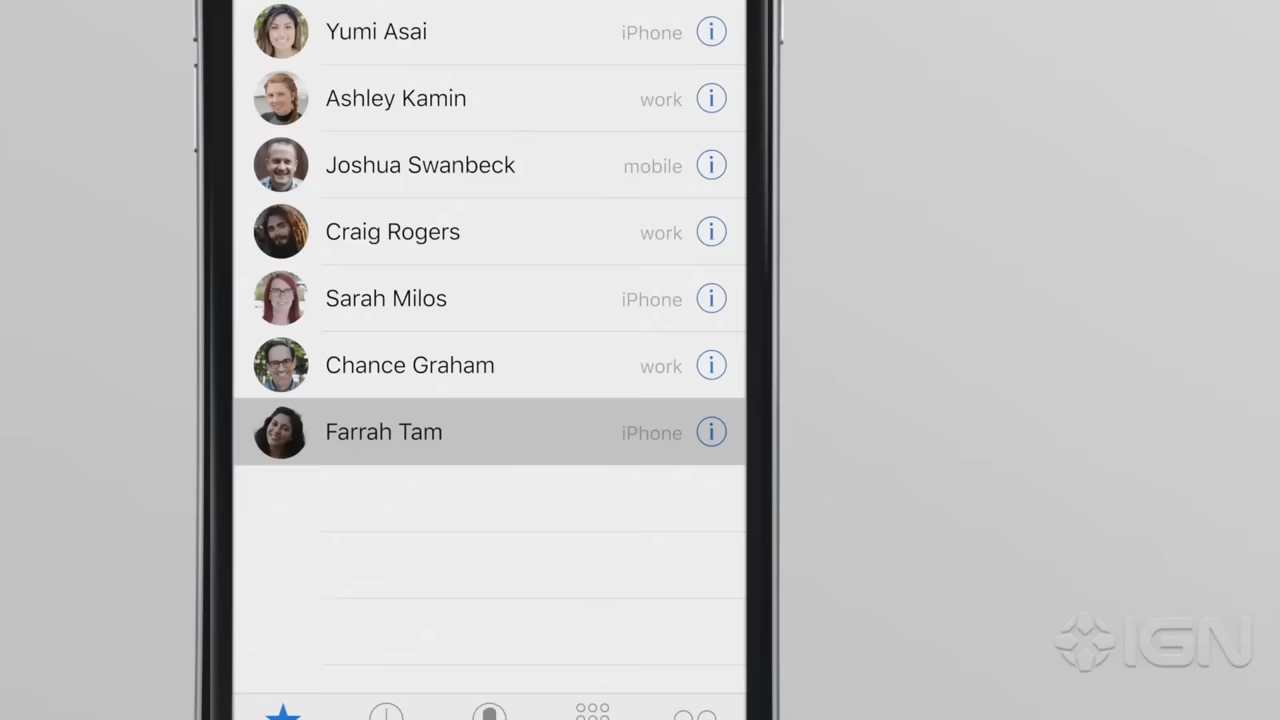 Yumi Asai iPhone
Ashley Kamin work
Joshua Swanbeck mobile
Craig Rogers work
Sarah Milos iPhone
Chance Graham work
Farrah Tam iPhone
IGN